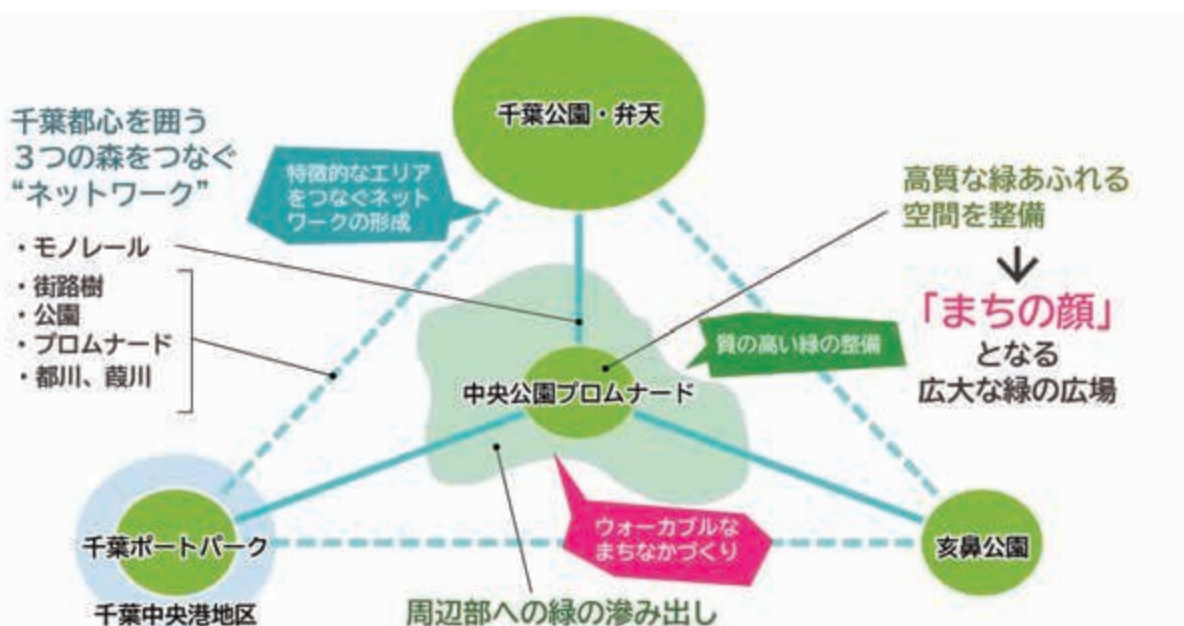 千葉公園・弁天
千葉都心を囲う
３つの森をつなぐ
“ネットワーク”
特徴的なエリア
をつなぐネット
ワークの形成
高質な緑あふれる
空間を整備
・モノレール
・街路樹
・公園
・プロムナード
・都川、葭川
「まちの顔」
となる
広大な緑の広場
質の高い緑の整備
中央公園プロムナード
ウォーカブルな
まちなかづくり
千葉ポートパーク
亥鼻公園
千葉中央港地区
周辺部への緑の滲み出し